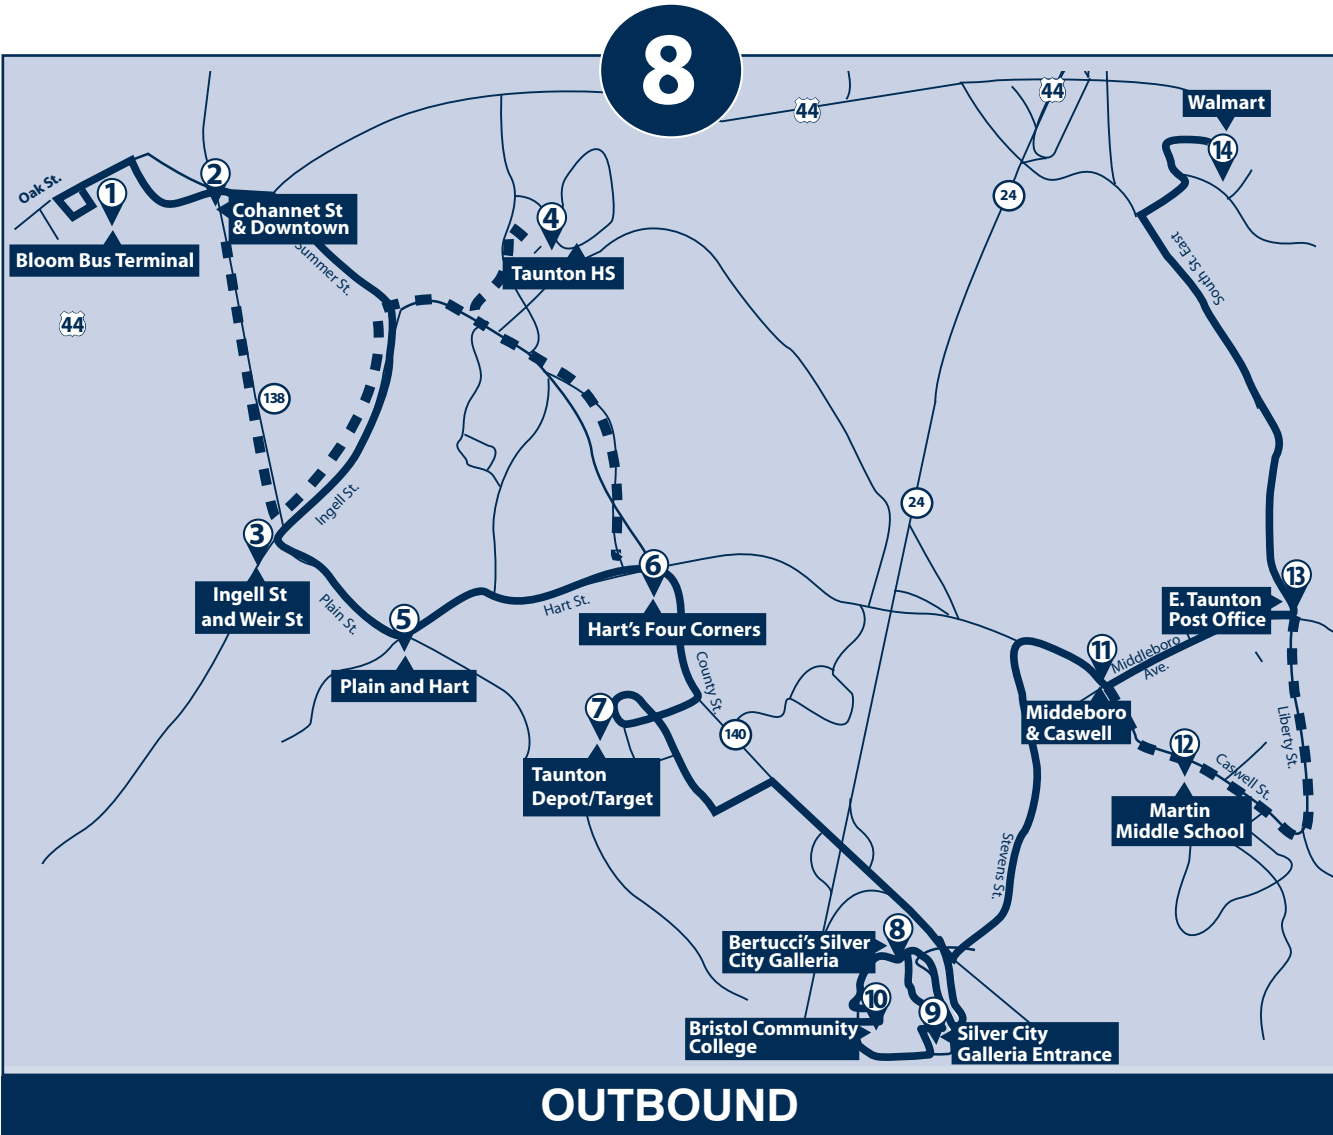 8
44
44
Walmart
14
Oak St.
1
2
Cohannet St
& Downtown
Bloom Bus Terminal
4
Taunton HS
24
South St. East
Summer St.
44
138
Ingell St.
24
3
Ingell St
and Weir St
Plain St.
5
Plain and Hart
Hart St.
6
Hart's Four Corners
County St.
13
E. Taunton
Post Office
11
Middleboro
Ave.
Middeboro
& Caswell
7
Taunton
Depot/Target
140
12
Caswell St.
Liberty St.
Martin
Middle School
Stevens St.
8
Bertucci's Silver
City Galleria
10
9
Bristol Community
College
Silver City
Galleria Entrance
OUTBOUND